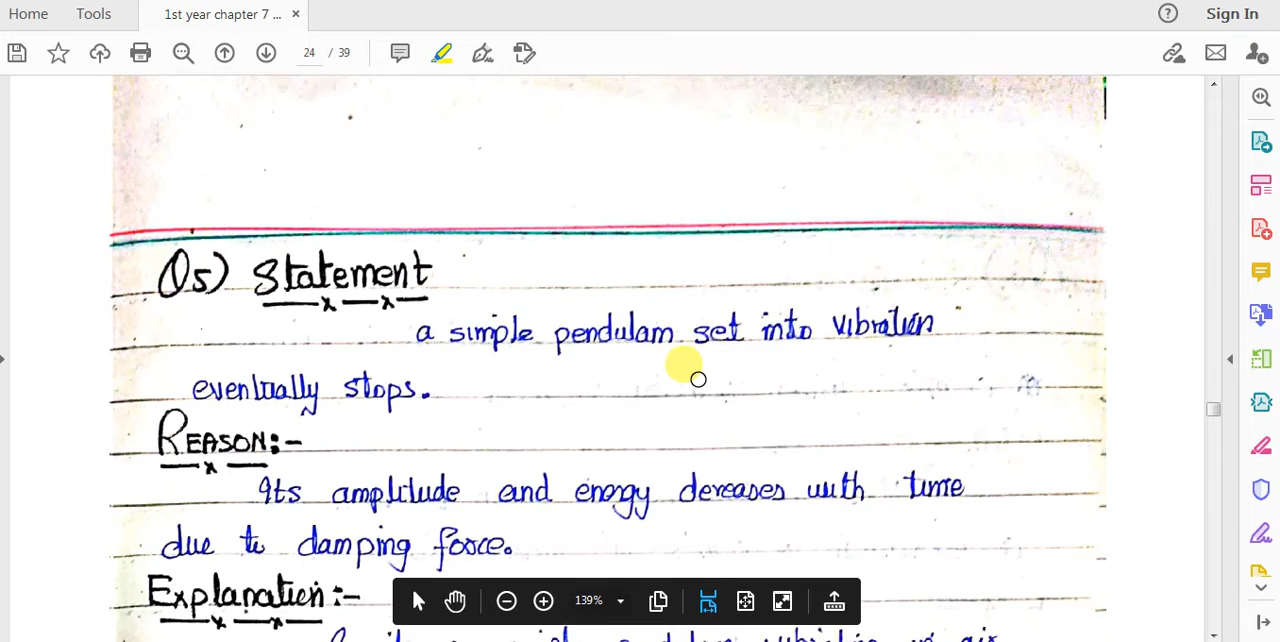 Home Tools 1st year chapter 7 ... × Sign In
24 / 39
Q5) Statement
a simple pendulam set into vibration
eventually stops.
REASON:-
Its amplitude and energy decreases with time
due to damping force.
Explanation:-
139%